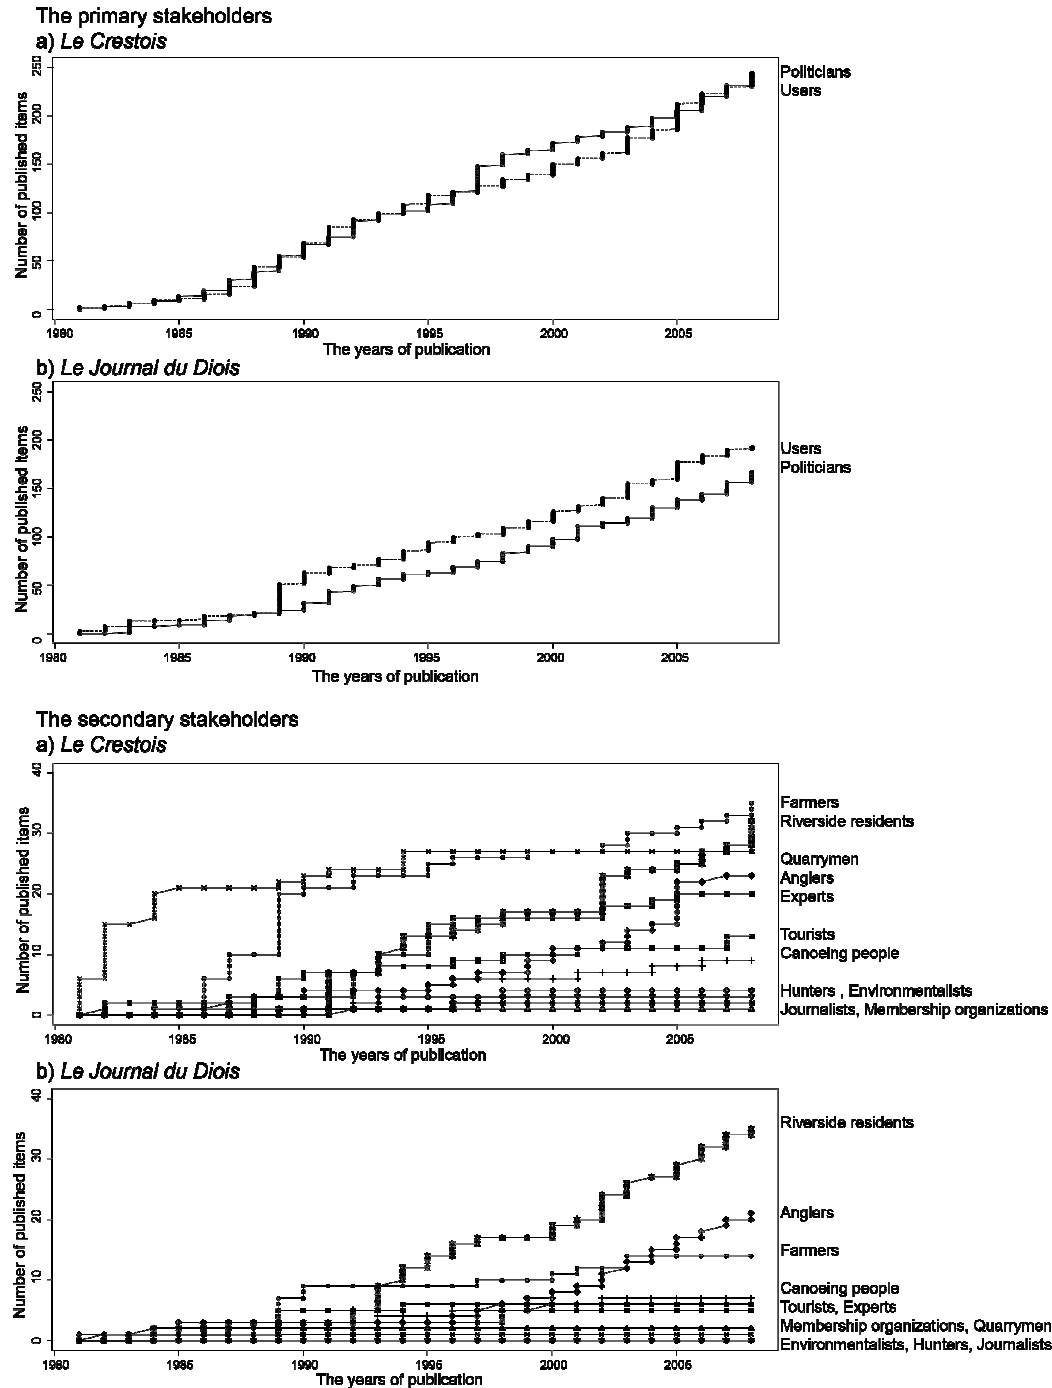 The primary stakeholders
a) Le Crestois
250
200
150
100
50
0
Number of published items
Politicians
Users
1980 1985 1990 1995 2000 2005
The years of publication
b) Le Journal du Diois
250
200
150
100
50
0
Number of published items
Users
Politicians
1980 1985 1990 1995 2000 2005
The years of publication
The secondary stakeholders
a) Le Crestois
40
30
20
10
0
Number of published items
Farmers
Riverside residents
Quarrymen
Anglers
Experts
Tourists
Canoeing people
Hunters , Environmentalists
Journalists, Membership organizations
1980 1985 1990 1995 2000 2005
The years of publication
b) Le Journal du Diois
40
30
20
10
0
Number of published items
Riverside residents
Anglers
Farmers
Canoeing people
Tourists, Experts
Membership organizations, Quarrymen
Environmentalists, Hunters, Journalists
1980 1985 1990 1995 2000 2005
The years of publication